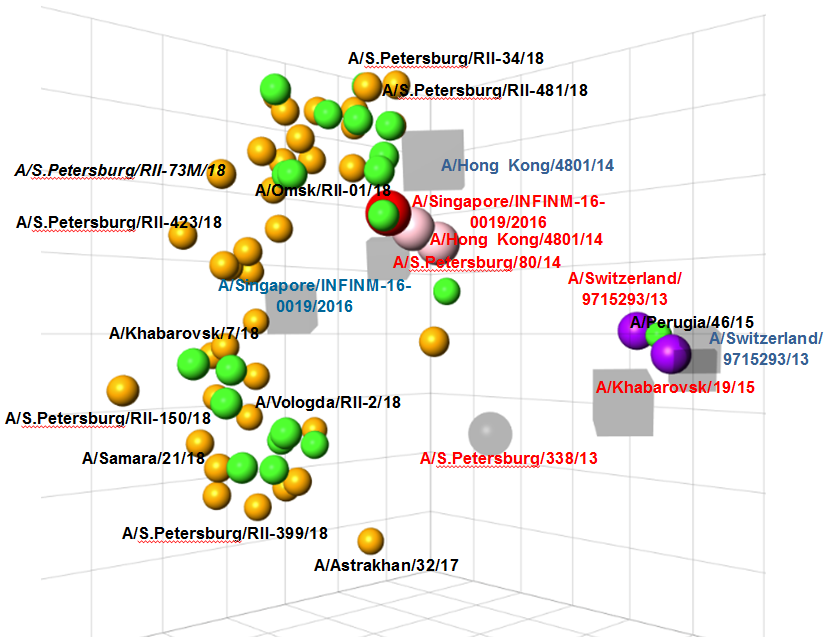 A/S.Petersburg/RII-34/18
A/S.Petersburg/RII-481/18
A/Hong Kong/4801/14
A/S.Petersburg/RII-73M/18
A/Omsk/RII-01/18
A/Singapore/INFINM-16-
0019/2016
A/S.Petersburg/RII-423/18
A/Hong Kong/4801/14
A/S.Petersburg/80/14
A/Singapore/INFINM-16-
0019/2016
A/Switzerland/
9715293/13
A/Perugia/46/15
A/Switzerland/
9715293/13
A/Khabarovsk/7/18
A/Khabarovsk/19/15
A/S.Petersburg/RII-150/18
A/Vologda/RII-2/18
A/Samara/21/18
A/S.Petersburg/338/13
A/S.Petersburg/RII-399/18
A/Astrakhan/32/17